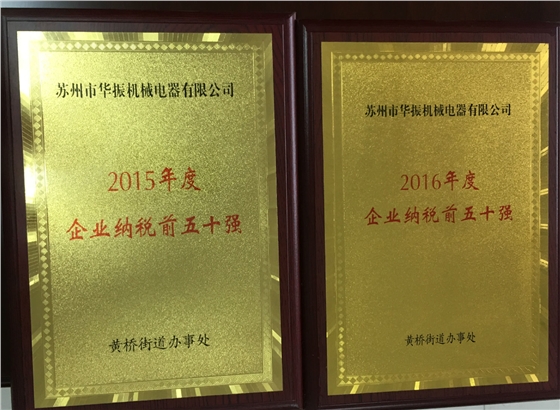 苏州市华振机械电器有限公司
2015年度
企业纳税前五十强
黄桥街道办事处
苏州市华振机械电器有限公司
2016年度
企业纳税前五十强
黄桥街道办事处